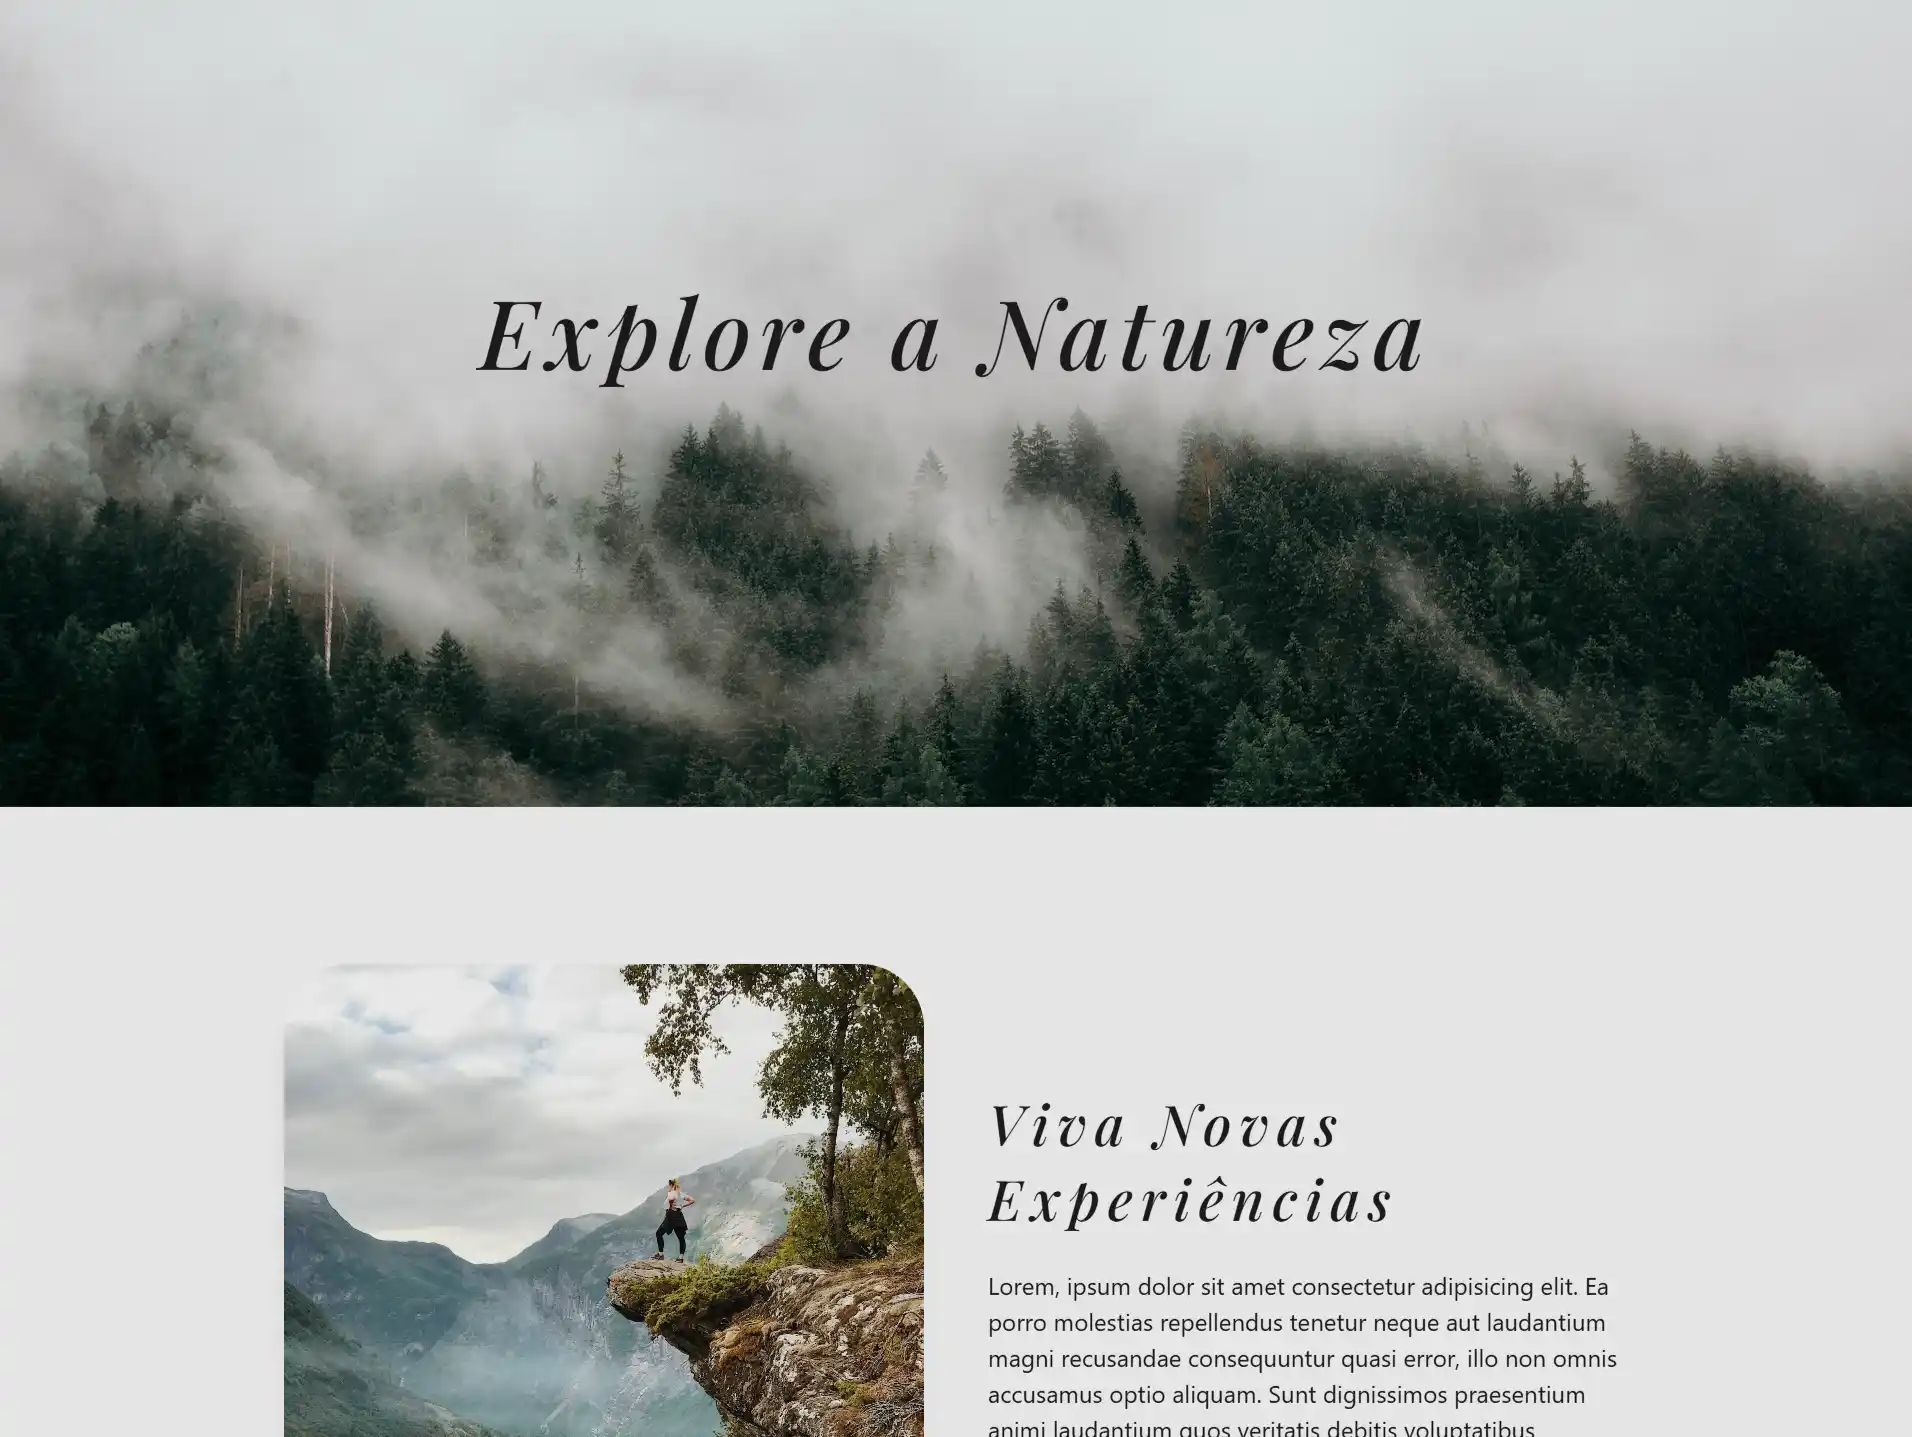 Explore a Natureza
Viva Novas
Experiências
Lorem, ipsum dolor sit amet consectetur adipisicing elit. Ea
porro molestias repellendus tenetur neque aut laudantium
magni recusandae consequuntur quasi error, illo non omnis
accusamus optio aliquam. Sunt dignissimos praesentium
animi laudantium quos veritatis debitis voluptatibus